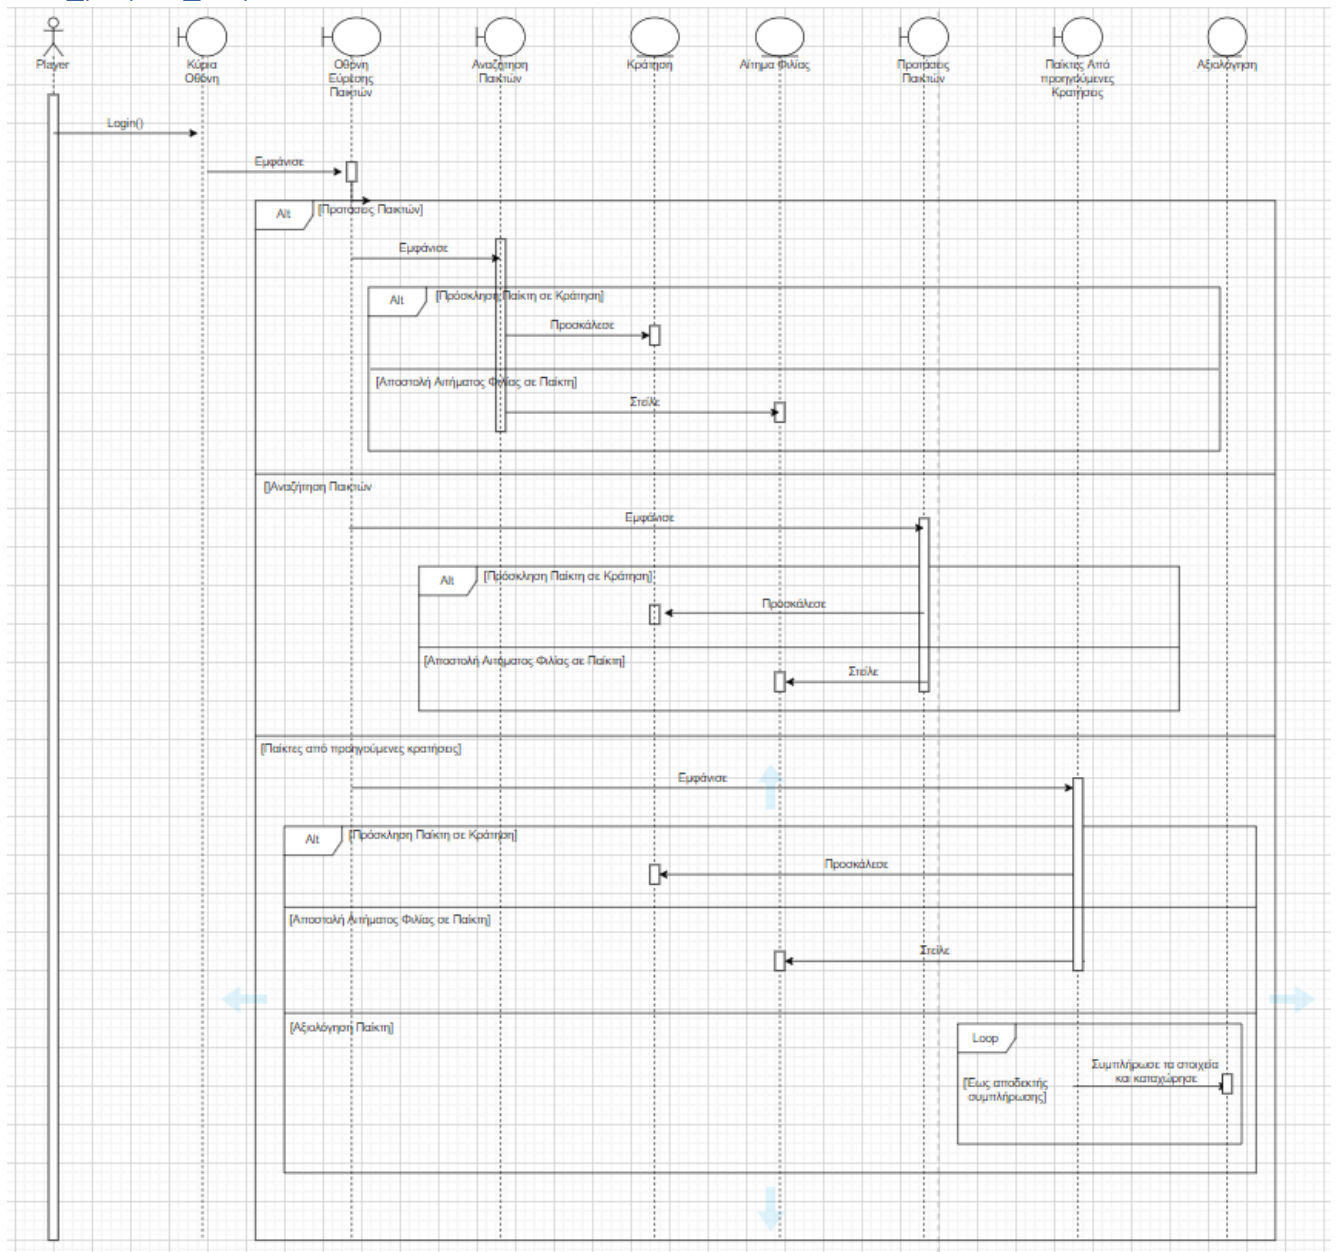 Player
Κύρια
Οθόνη
Οθόνη
Εύρεσης
Παικτών
Αναζήτηση
Παικτών
Κράτηση
Αίτημα Φιλίας
Προτάσεις
Παικτών
Παίκτες Από
προηγούμενες
Κρατήσεις
Αξιολόγηση
Login()
Εμφάνισε
Alt
[Προτάσεις Παικτών]
Εμφάνισε
Alt
[Πρόσκληση Παίκτη σε Κράτηση]
Προσκάλεσε
[Αποστολή Αιτήματος Φιλίας σε Παίκτη]
Στείλε
[]Αναζήτηση Παικτών
Εμφάνισε
Alt
[Πρόσκληση Παίκτη σε Κράτηση]
Προσκάλεσε
[Αποστολή Αιτήματος Φιλίας σε Παίκτη]
Στείλε
[Παίκτες από προηγούμενες κρατήσεις]
Εμφάνισε
Alt
[Πρόσκληση Παίκτη σε Κράτηση]
Προσκάλεσε
[Αποστολή Αιτήματος Φιλίας σε Παίκτη]
Στείλε
[Αξιολόγηση Παίκτη]
Loop
Συμπλήρωσε τα στοιχεία
και καταχώρησε
[Έως αποδεκτής
συμπλήρωσης]